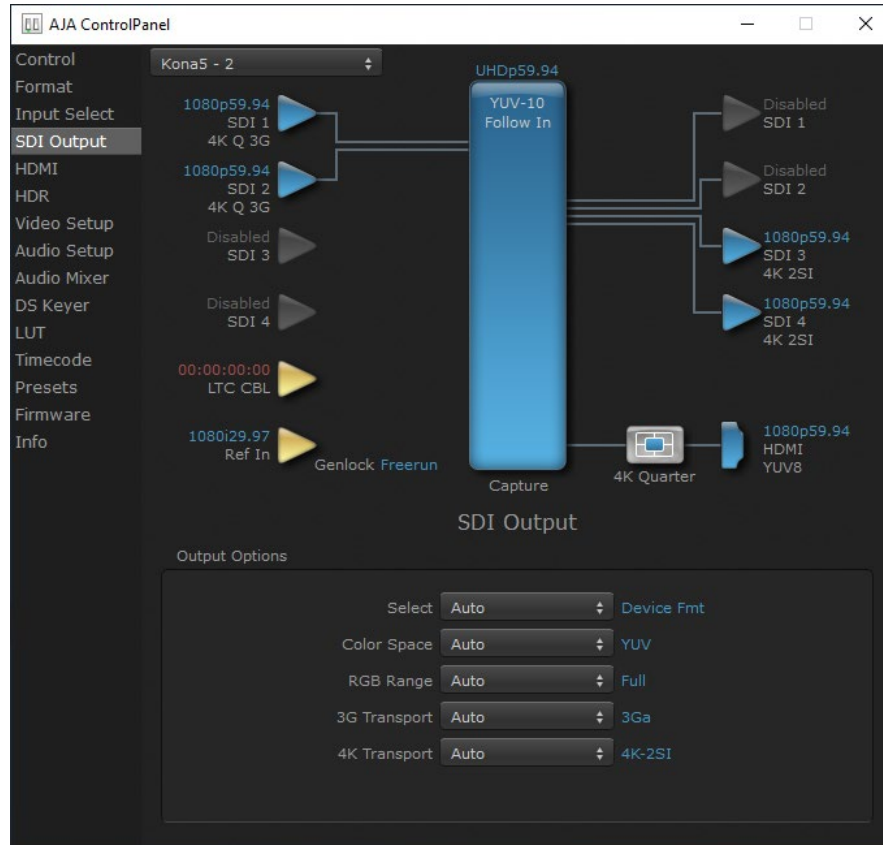 AJA ControlPanel
Control
Format
Input Select
SDI Output
HDMI
HDR
Video Setup
Audio Setup
Audio Mixer
DS Keyer
LUT
Timecode
Presets
Firmware
Info
Kona5 - 2
UHDp59.94
YUV-10
Follow In
1080p59.94
SDI 1
4K Q 3G
1080p59.94
SDI 2
4K Q 3G
Disabled
SDI 3
Disabled
SDI 4
00:00:00:00
LTC CBL
1080i29.97
Ref In
Genlock Freerun
Capture
Disabled
SDI 1
Disabled
SDI 2
1080p59.94
SDI 3
4K 2SI
1080p59.94
SDI 4
4K 2SI
4K Quarter
1080p59.94
HDMI
YUV8
SDI Output
Output Options
Select Auto Device Fmt
Color Space Auto YUV
RGB Range Auto Full
3G Transport Auto 3Ga
4K Transport Auto 4K-2SI